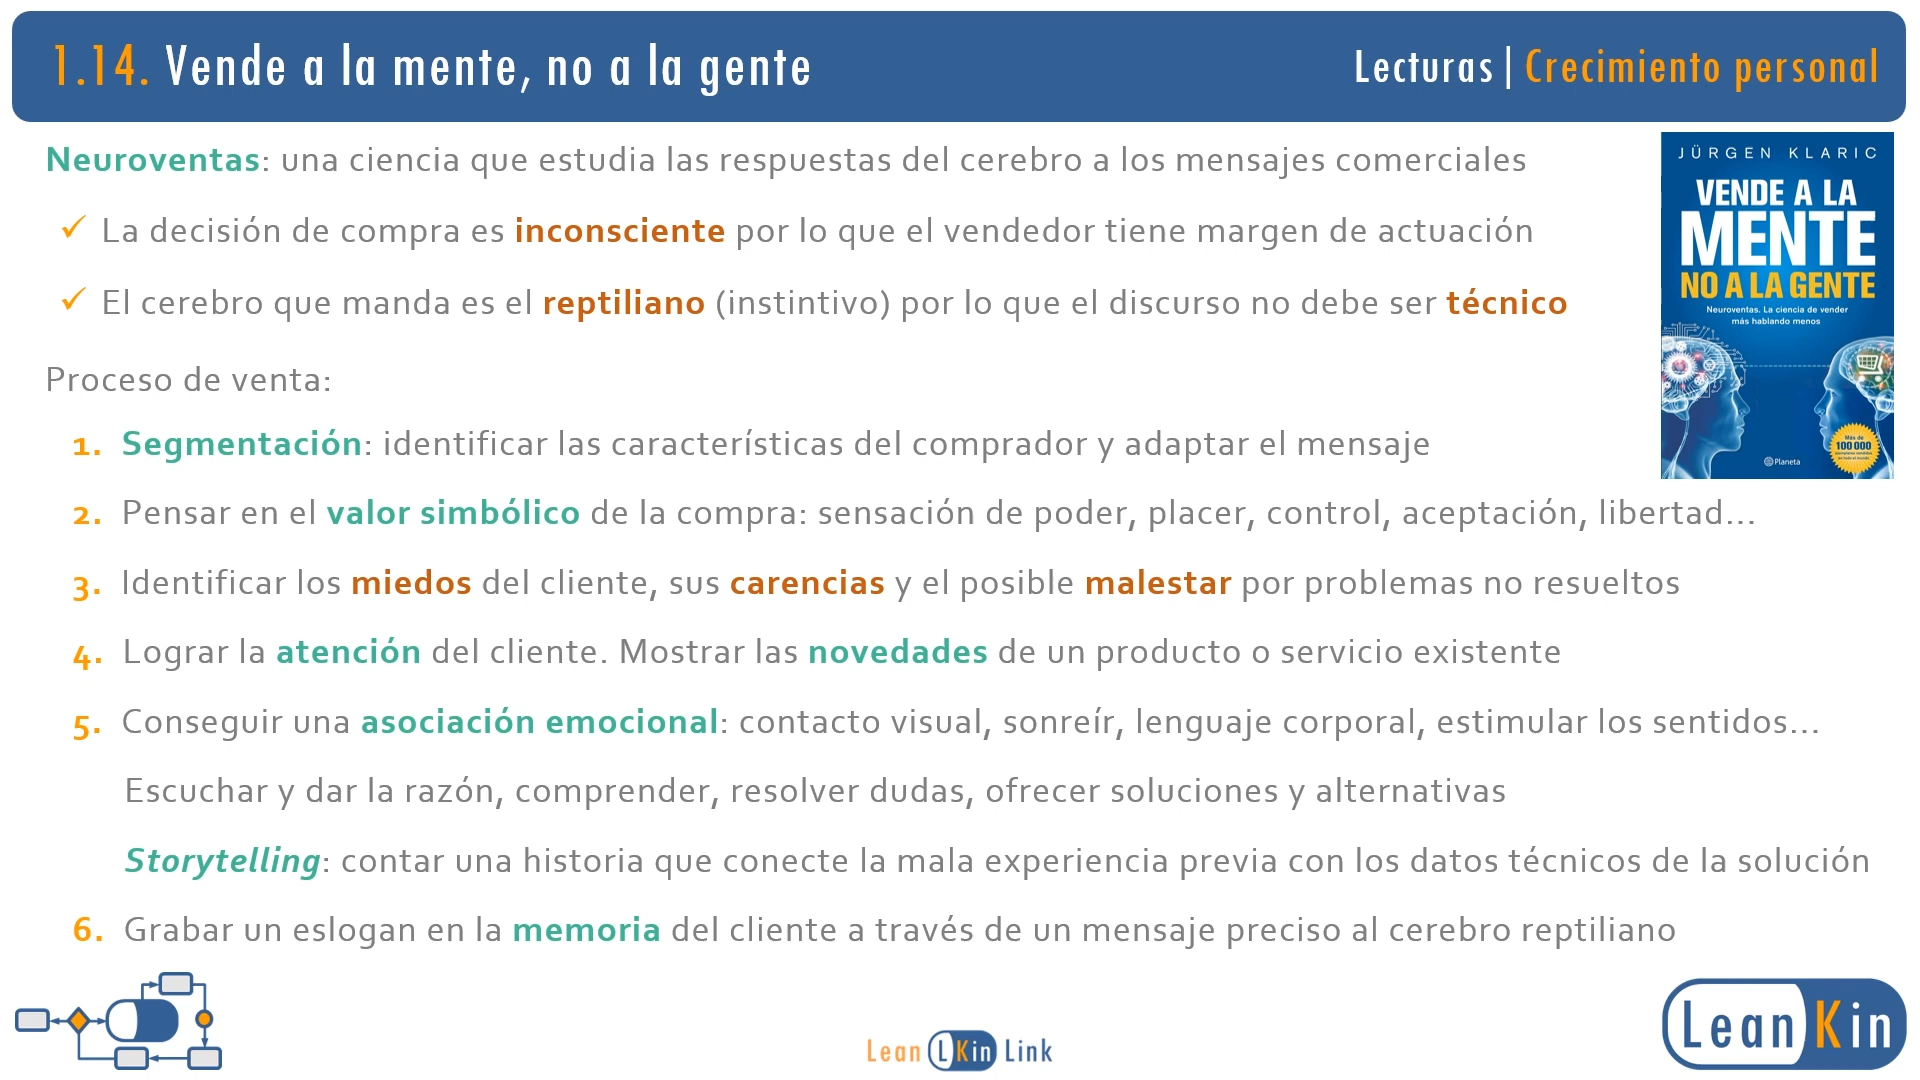 1.14. Vende a la mente, no a la gente
Lecturas | Crecimiento personal
Neuroventas: una ciencia que estudia las respuestas del cerebro a los mensajes comerciales
✓ La decisión de compra es inconsciente por lo que el vendedor tiene margen de actuación
✓ El cerebro que manda es el reptiliano (instintivo) por lo que el discurso no debe ser técnico
JÜRGEN KLARIC
VENDE A LA
MENTE
NO A LA GENTE
Neuroventas. La ciencia de vender
más hablando menos
Más de
100 000
ejemplares vendidos
en todo el mundo
Planeta
Proceso de venta:
1. Segmentación: identificar las características del comprador y adaptar el mensaje
2. Pensar en el valor simbólico de la compra: sensación de poder, placer, control, aceptación, libertad...
3. Identificar los miedos del cliente, sus carencias y el posible malestar por problemas no resueltos
4. Lograr la atención del cliente. Mostrar las novedades de un producto o servicio existente
5. Conseguir una asociación emocional: contacto visual, sonreír, lenguaje corporal, estimular los sentidos...
Escuchar y dar la razón, comprender, resolver dudas, ofrecer soluciones y alternativas
Storytelling: contar una historia que conecte la mala experiencia previa con los datos técnicos de la solución
6. Grabar un eslogan en la memoria del cliente a través de un mensaje preciso al cerebro reptiliano
Lean LKin Link
Lean Kin